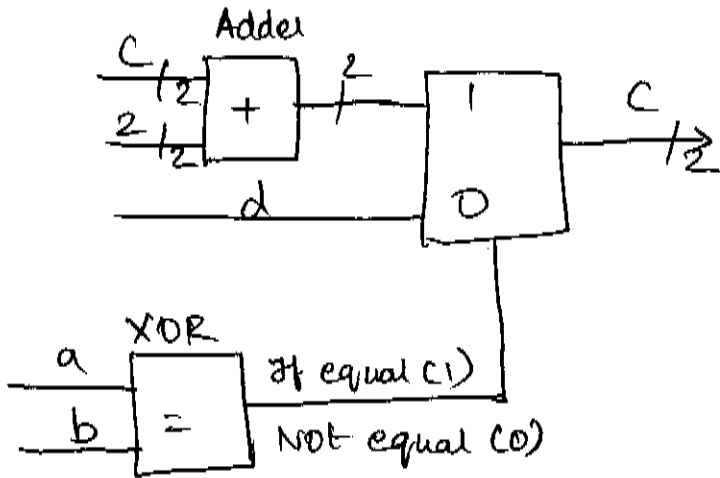 Adder
C
2
2
2
2
+
1
C
2
d
0
XOR
a
If equal (1)
b
=
NOt equal (0)